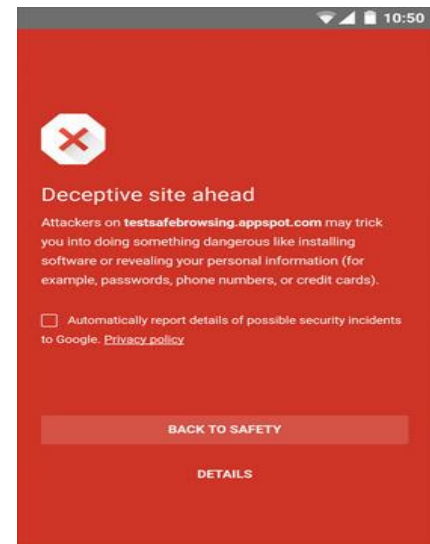 10:50
Deceptive site ahead
Attackers on testsafebrowsing.appspot.com may trick
you into doing something dangerous like installing
software or revealing your personal information (for
example, passwords, phone numbers, or credit cards).
Automatically report details of possible security incidents
to Google. Privacy policy
BACK TO SAFETY
DETAILS